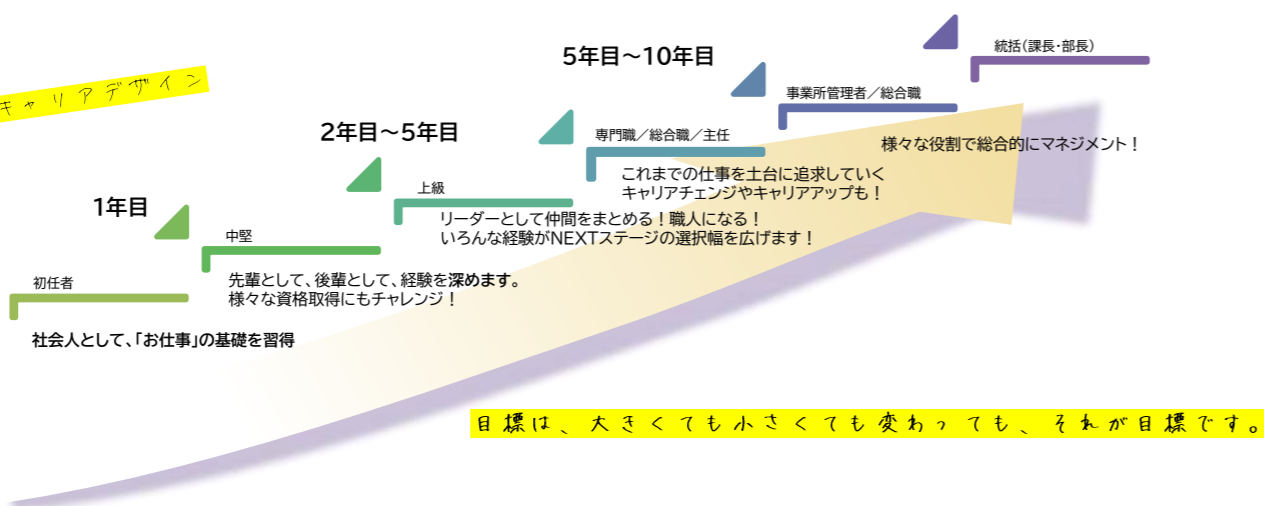 キャリアデザイン
1年目
2年目～5年目
5年目～10年目
初任者
社会人として、「お仕事」の基礎を習得
中堅
先輩として、後輩として、経験を深めます。
様々な資格取得にもチャレンジ！
上級
リーダーとして仲間をまとめる！職人になる！
いろんな経験がNEXTステージの選択幅を広げます！
専門職／総合職／主任
これまでの仕事を土台に追求していく
キャリアチェンジやキャリアアップも！
事業所管理者／総合職
様々な役割で総合的にマネジメント！
統括(課長・部長)
目標は、大きくても小さくても変わっても、それが目標です。